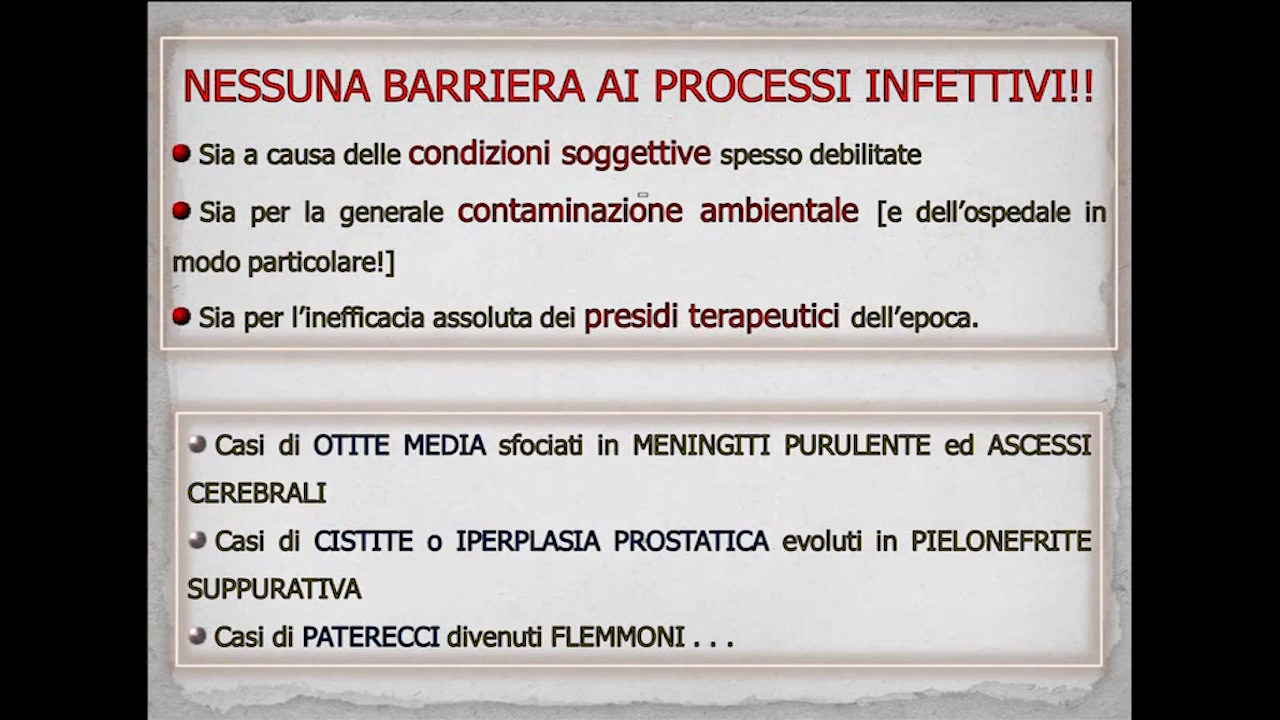 NESSUNA BARRIERA AI PROCESSI INFETTIVI!!
Sia a causa delle condizioni soggettive spesso debilitate
Sia per la generale contaminazione ambientale [e dell’ospedale in
modo particolare!]
Sia per l’inefficacia assoluta dei presidi terapeutici dell’epoca.
Casi di OTITE MEDIA sfociati in MENINGITI PURULENTE ed ASCESSI
CEREBRALI
Casi di CISTITE o IPERPLASIA PROSTATICA evoluti in PIELONEFRITE
SUPPURATIVA
Casi di PATERECCI divenuti FLEMMONI . . .